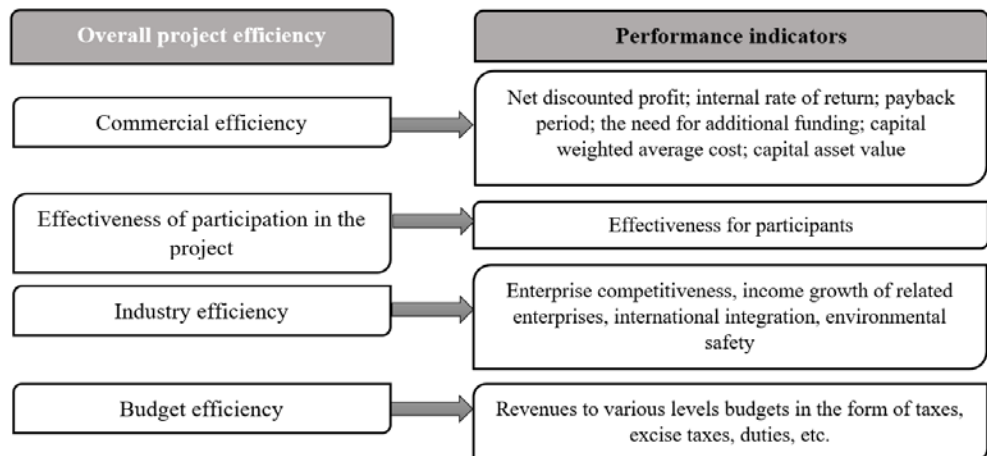 Overall project efficiency
Performance indicators
Commercial efficiency
Net discounted profit; internal rate of return; payback
period; the need for additional funding; capital
weighted average cost; capital asset value
Effectiveness of participation in the
project
Effectiveness for participants
Industry efficiency
Enterprise competitiveness, income growth of related
enterprises, international integration, environmental
safety
Budget efficiency
Revenues to various levels budgets in the form of taxes,
excise taxes, duties, etc.